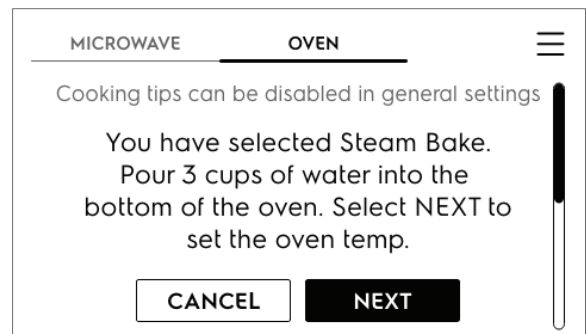 MICROWAVE OVEN
Cooking tips can be disabled in general settings
You have selected Steam Bake.
Pour 3 cups of water into the
bottom of the oven. Select NEXT to
set the oven temp.
CANCEL NEXT